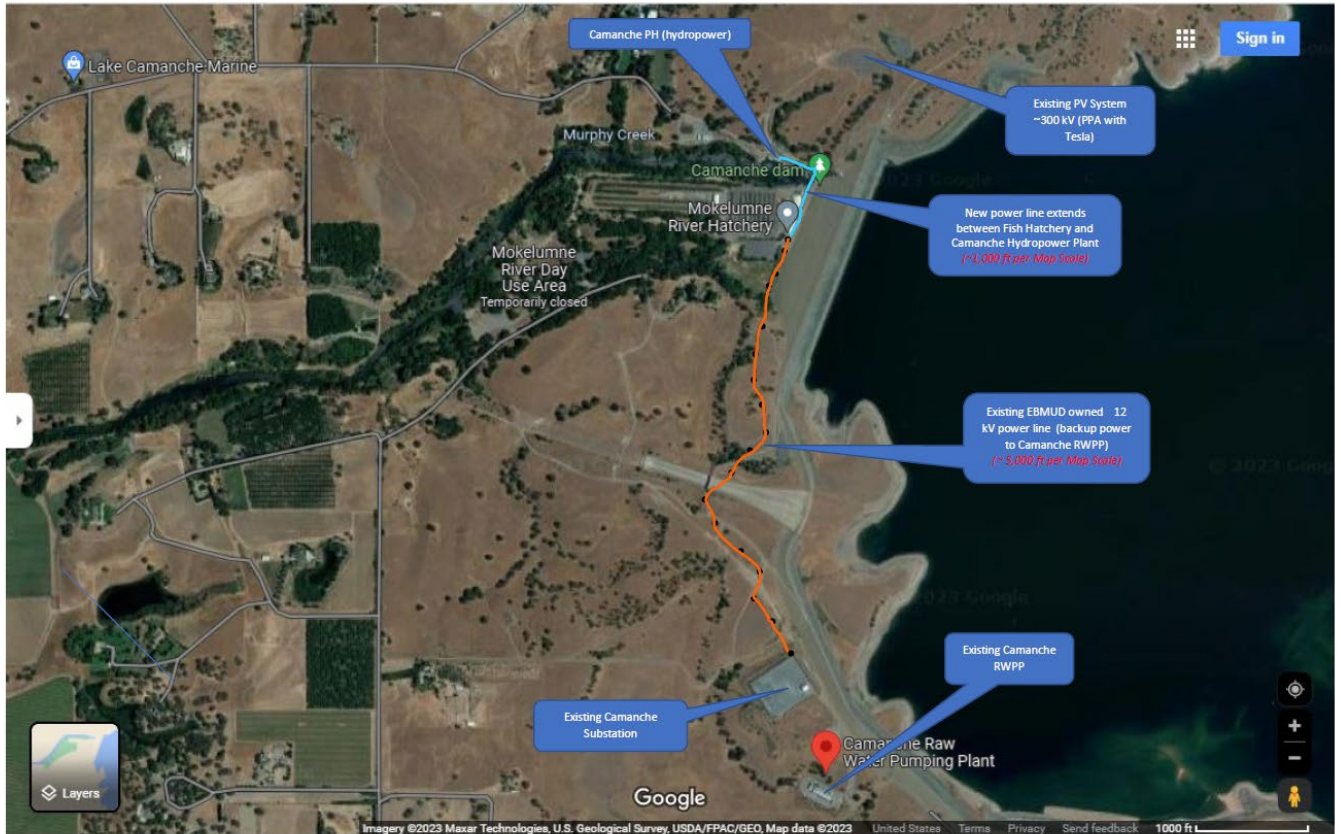 Camanche PH (hydropower)
Sign in
Lake Camanche Marine
Existing PV System
~300 kV (PPA with
Tesla)
Murphy Creek
Camanche dam
2023 Google
Mokelumne
River Hatchery
New power line extends
between Fish Hatchery and
Camanche Hydropower Plant
(~1,000 ft per Map Scale)
Mokelumne
River Day
Use Area
Temporarily closed
Existing EBMUD owned 12
kV power line (backup power
to Camanche RWPP)
(~ 5,000 ft per Map Scale)
© 2023 Google
2023 Google
Existing Camanche
RWPP
Existing Camanche
Substation
Camanche Raw
Water Pumping Plant
Layers
Google
Imagery ©2023 Maxar Technologies, U.S. Geological Survey, USDA/FPAC/GEO, Map data ©2023 United States Terms Privacy Send feedback 1000 ft